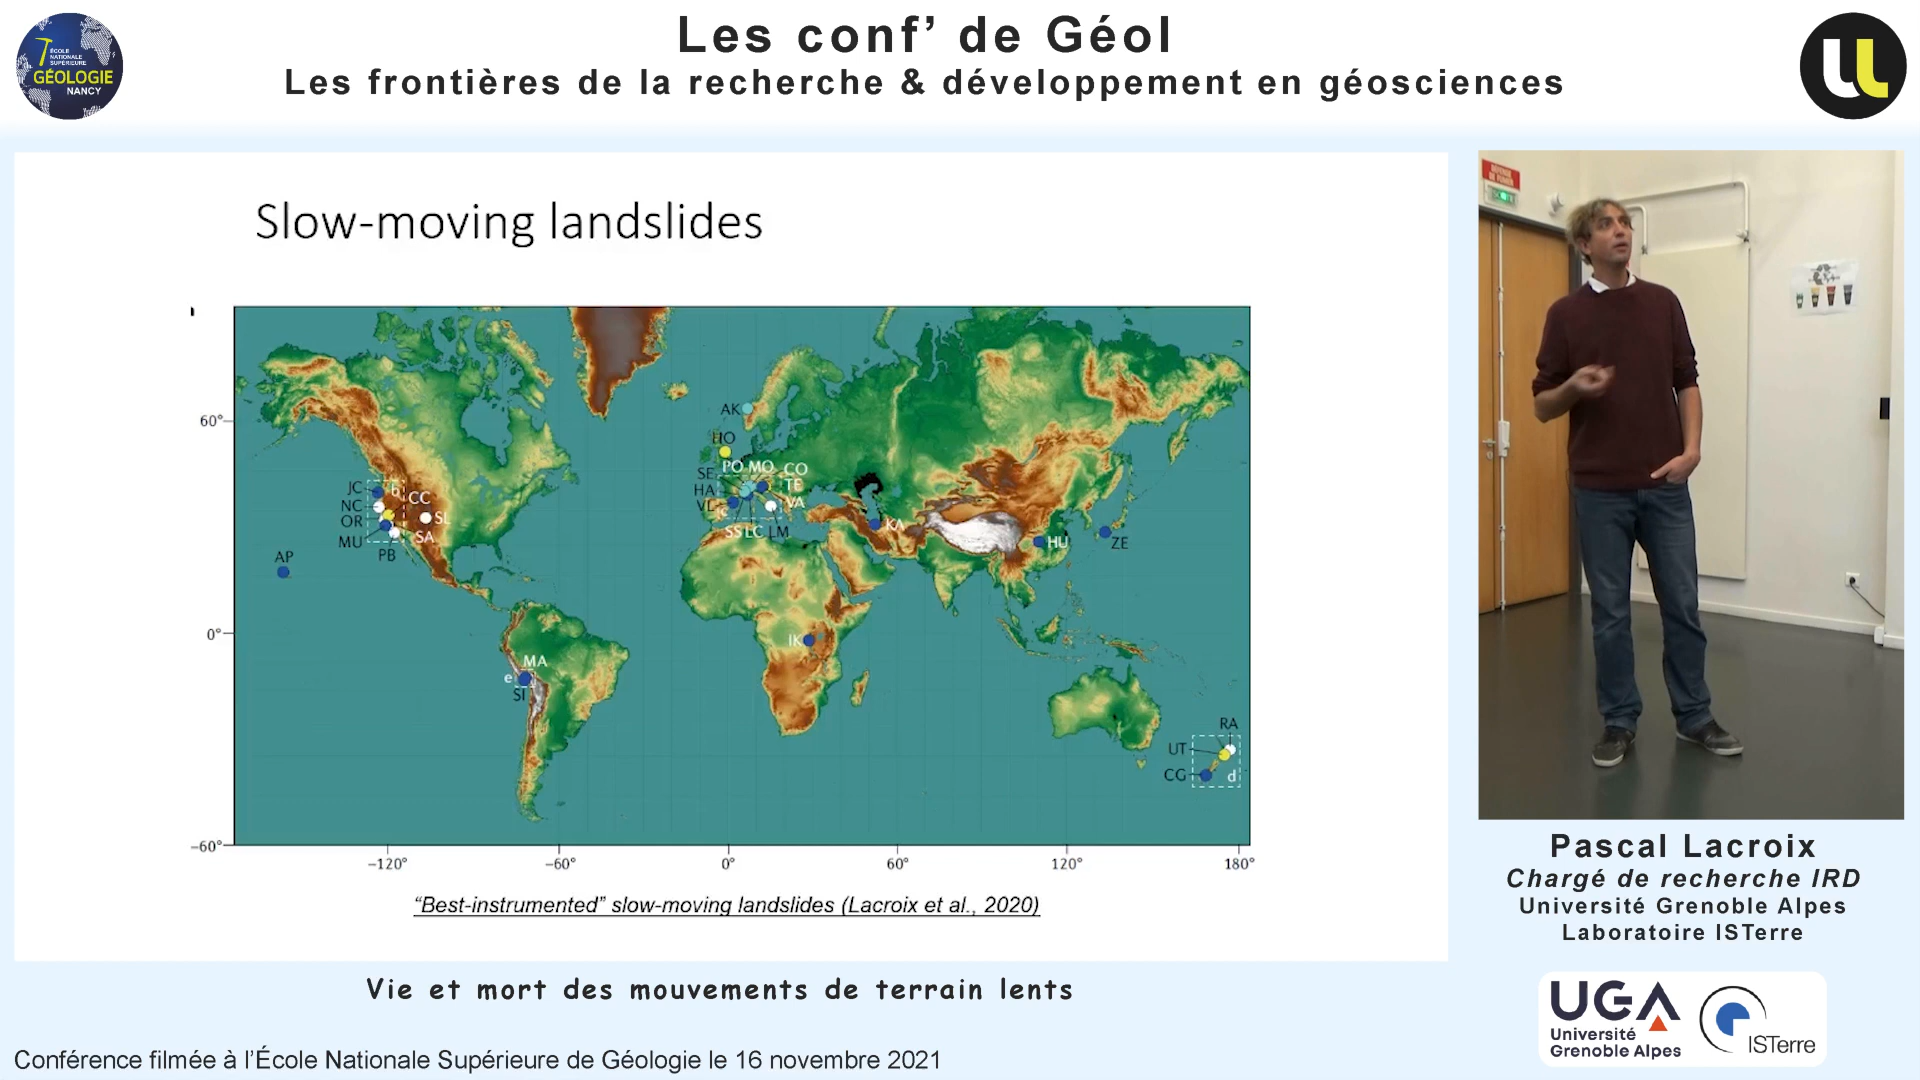 Les conf' de Géol
Les frontières de la recherche & développement en géosciences
ÉCOLE
NATIONALE
SUPÉRIEURE
GÉOLOGIE
NANCY
Slow-moving landslides
60°
0°
-60°
-120°
-60°
0°
60°
120°
180°
AK
HO
SE
PO MO CO
HA
TE
VL
VA
c
SS LC LM
JC
b
CC
NC
OR
SL
MU
SA
PB
AP
KA
HU
ZE
IK
MA
e
SI
RA
UT
CG
d
"Best-instrumented" slow-moving landslides (Lacroix et al., 2020)
DEFENSE
DE FUMER
Pascal Lacroix
Chargé de recherche IRD
Université Grenoble Alpes
Laboratoire ISTerre
Vie et mort des mouvements de terrain lents
UGA
Université
Grenoble Alpes
ISTerre
Conférence filmée à l'École Nationale Supérieure de Géologie le 16 novembre 2021